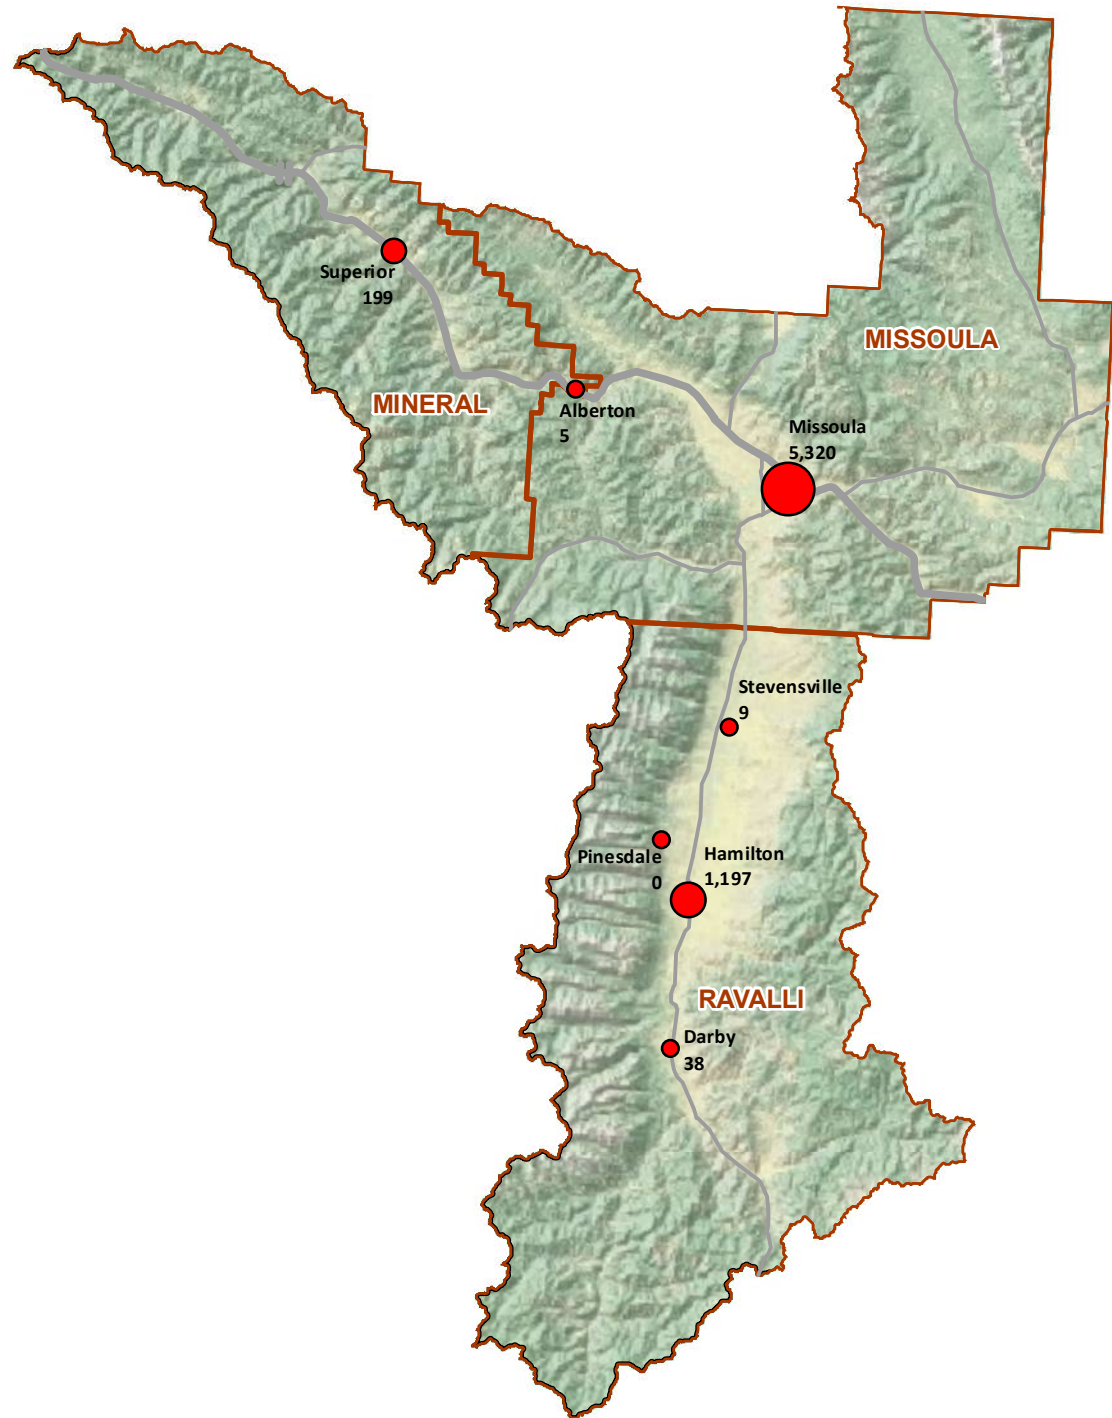 Superior
199
MISSOULA
MINERAL
Alberton
5
Missoula
5,320
Stevensville
9
Pinesdale
0
Hamilton
1,197
RAVALLI
Darby
38